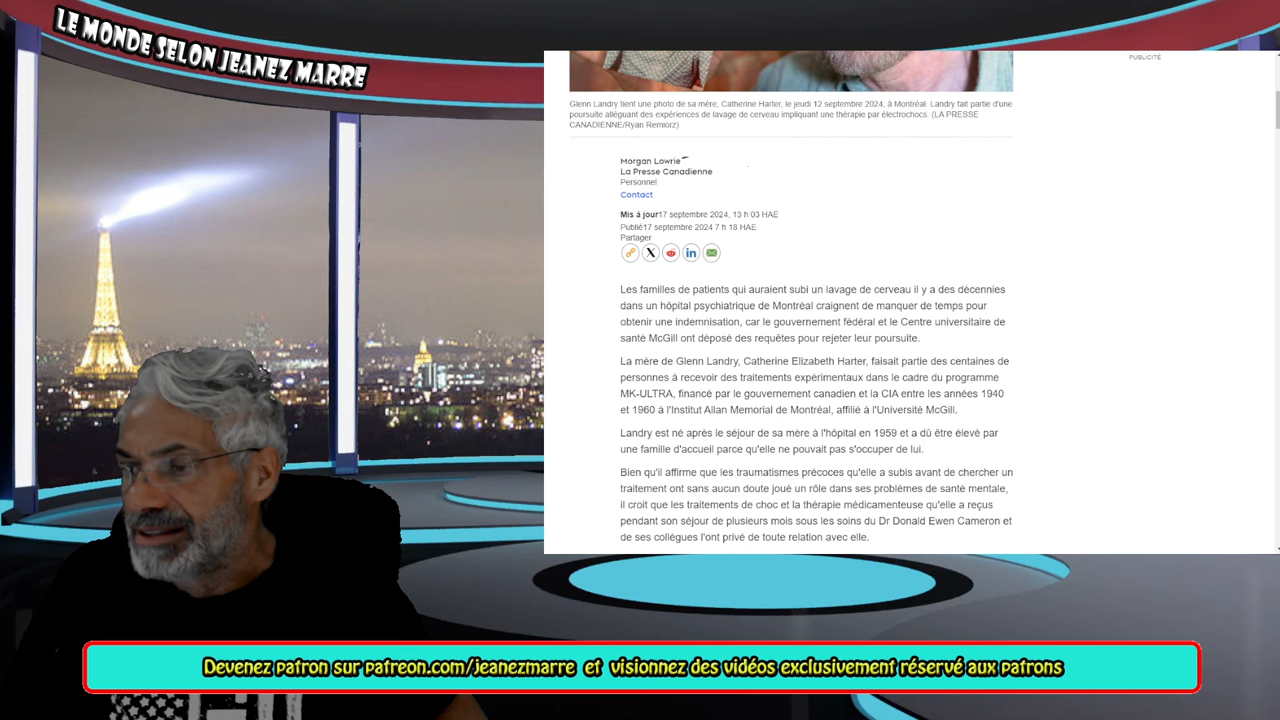 LE MONDE SELON JEANEZ MARRE
PUBLICITÉ
Glenn Landry tient une photo de sa mère, Catherine Harter, le jeudi 12 septembre 2024, à Montréal. Landry fait partie d'une
poursuite alléguant des expériences de lavage de cerveau impliquant une thérapie par électrochocs. (LA PRESSE
CANADIENNE/Ryan Remiorz)
Morgan Lowrie
La Presse Canadienne
Personnel
Contact
Mis à jour17 septembre 2024, 13 h 03 HAE
Publié17 septembre 2024 7 h 18 HAE
Partager
Les familles de patients qui auraient subi un lavage de cerveau il y a des décennies
dans un hôpital psychiatrique de Montréal craignent de manquer de temps pour
obtenir une indemnisation, car le gouvernement fédéral et le Centre universitaire de
santé McGill ont déposé des requêtes pour rejeter leur poursuite.
La mère de Glenn Landry, Catherine Elizabeth Harter, faisait partie des centaines de
personnes à recevoir des traitements expérimentaux dans le cadre du programme
MK-ULTRA, financé par le gouvernement canadien et la CIA entre les années 1940
et 1960 à l'Institut Allan Memorial de Montréal, affilié à l'Université McGill.
Landry est né après le séjour de sa mère à l'hôpital en 1959 et a dû être élevé par
une famille d'accueil parce qu'elle ne pouvait pas s'occuper de lui.
Bien qu'il affirme que les traumatismes précoces qu'elle a subis avant de chercher un
traitement ont sans aucun doute joué un rôle dans ses problèmes de santé mentale,
il croit que les traitements de choc et la thérapie médicamenteuse qu'elle a reçus
pendant son séjour de plusieurs mois sous les soins du Dr Donald Ewen Cameron et
de ses collègues l'ont privé de toute relation avec elle.
Devenez patron sur patreon.com/jeanezmarre et visionnez des vidéos exclusivement réservé aux patrons